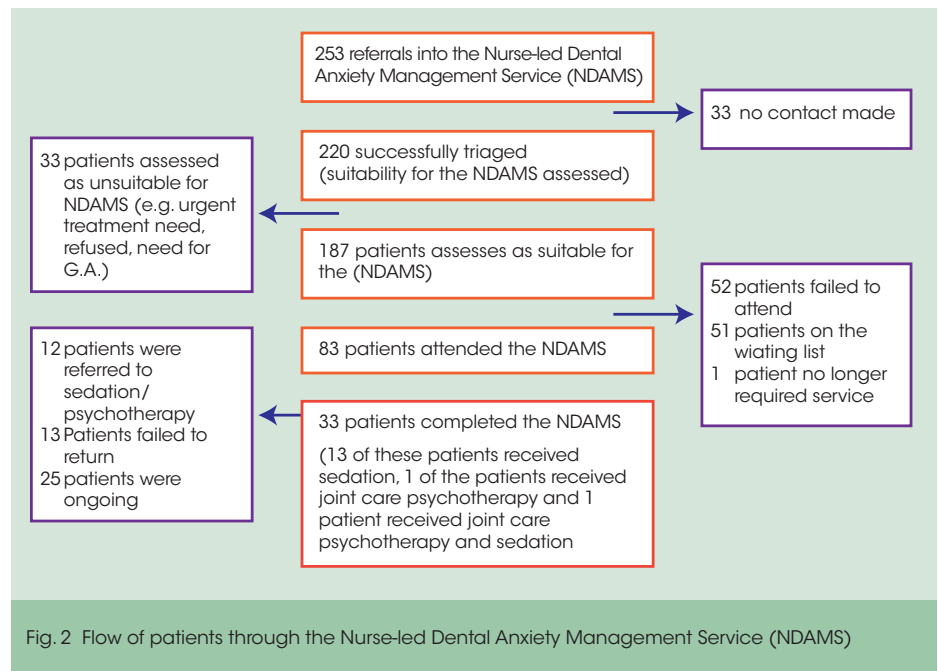 253 referrals into the Nurse-led Dental
Anxiety Management Service (NDAMS)
33 no contact made
220 successfully triaged
(suitability for the NDAMS assessed)
33 patients assessed
as unsuitable for
NDAMS (e.g. urgent
treatment need,
refused, need for
G.A.)
187 patients assesses as suitable for
the (NDAMS)
52 patients failed to
attend
51 patients on the
wiating list
1 patient no longer
required service
83 patients attended the NDAMS
12 patients were
referred to
sedation/
psychotherapy
13 Patients failed to
return
25 patients were
ongoing
33 patients completed the NDAMS
(13 of these patients received
sedation, 1 of the patients received
joint care psychotherapy and 1
patient received joint care
psychotherapy and sedation
Fig. 2 Flow of patients through the Nurse-led Dental Anxiety Management Service (NDAMS)